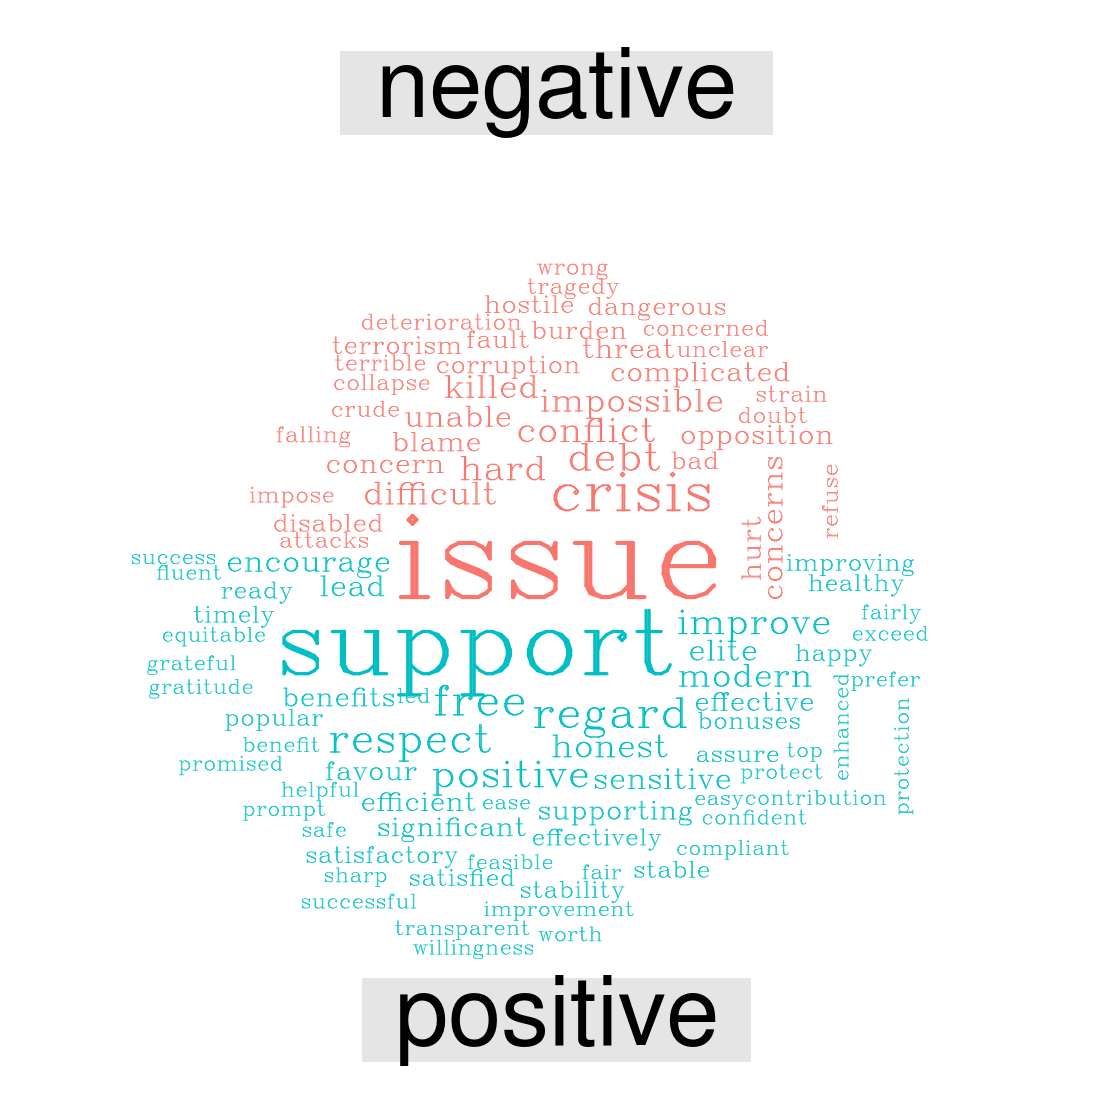 negative
wrong
tragedy
hostile dangerous
deterioration burden concerned
terrorism fault threat unclear
terrible corruption complicated
collapse killed impossible strain
crude unable doubt
falling blame conflict opposition
concern hard debt bad
impose difficult crisis concerns refuse
disabled hurt
attacks issue
success encourage improving
fluent lead healthy
ready
timely support improve fairly
equitable elite happy exceed
grateful modern prefer
gratitude benefits led free regard effective enhanced
popular bonuses protection
benefit respect honest assure top
promised favour positive sensitive protect
helpful efficient ease supporting easy contribution
prompt confident
safe significant effectively
satisfactory feasible compliant
sharp satisfied fair stable
successful stability
improvement
transparent worth
willingness
positive